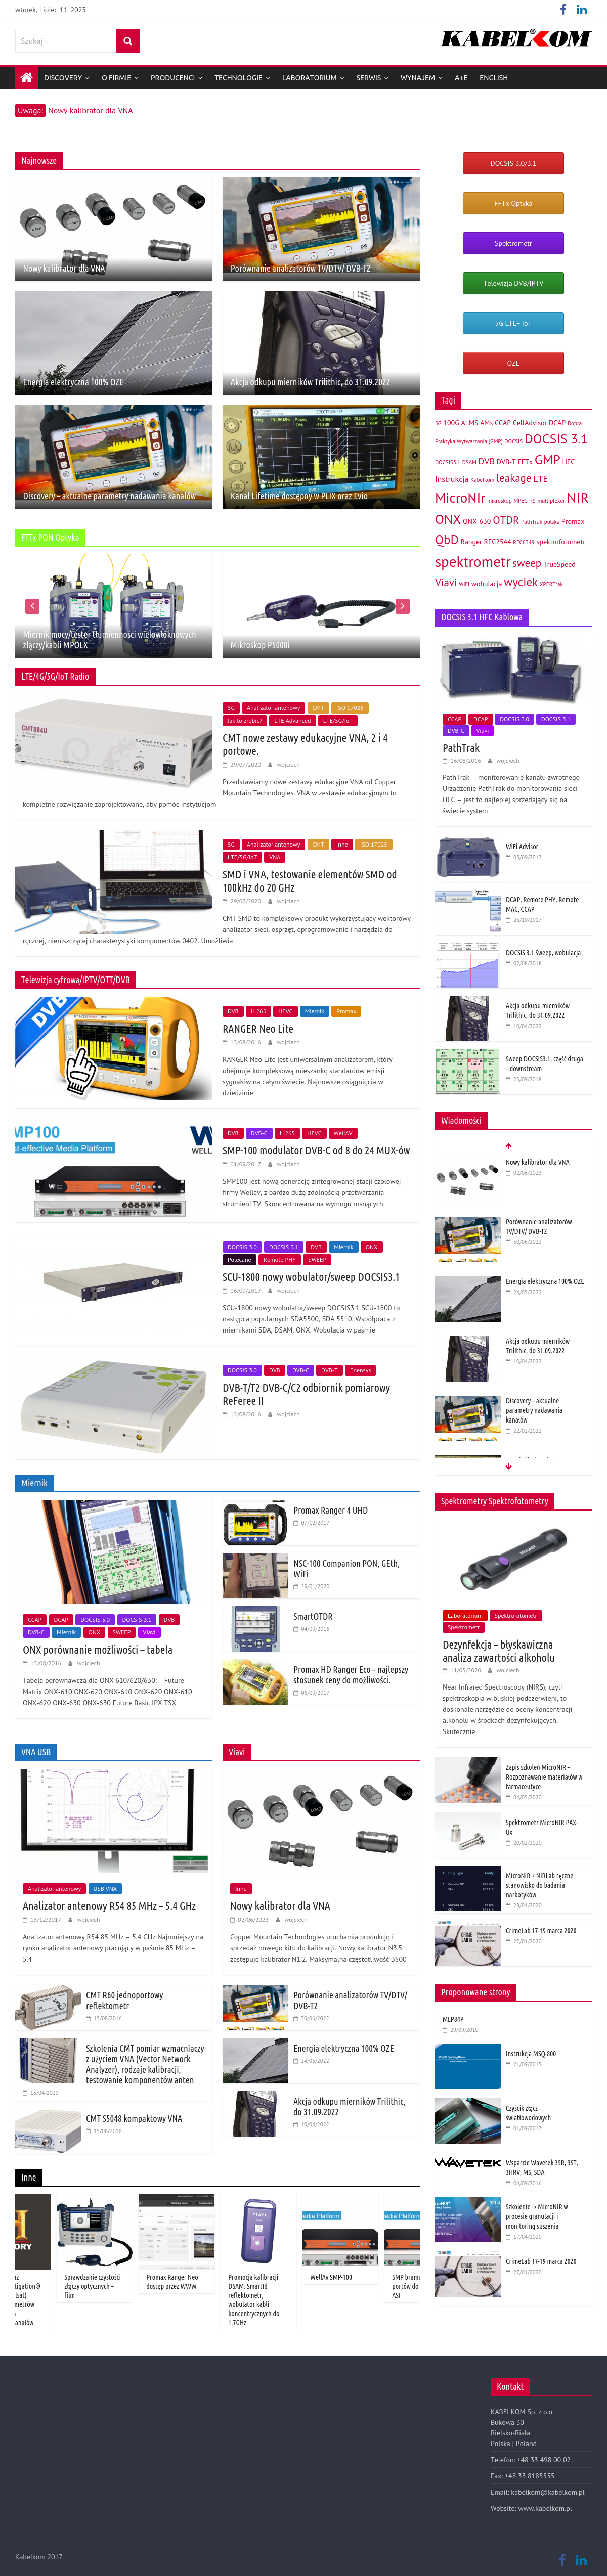 wtorek, Lipiec 11, 2023
Szukaj
KABELKOM
DISCOVERY
O FIRMIE
PRODUCENCI
TECHNOLOGIE
LABORATORIUM
SERWIS
WYNAJEM
A+E
ENGLISH
Uwaga: Nowy kalibrator dla VNA
Najnowsze
Nowy kalibrator dla VNA
Porównanie analizatorów TV/DTV/ DVB-T2
Energia elektryczna 100% OZE
Akcja odkupu mierników Trilithic, do 31.09.2022
Discovery – aktualne parametry nadawania kanałów
Kanał Lifetime dostępny w PLIX oraz Evio
FTTx PON Optyka
Miernik mocy/tester tłumienności wielowłóknowych złączy/kabli MPOLX
Mikroskop P5000i
LTE/4G/5G/IoT Radio
5G Analizator antenowy CMT ISO 17025
Jak to zrobic? LTE Advanced LTE/5G/IoT
CMT nowe zestawy edukacyjne VNA, 2 i 4 portowe.
29/07/2020 wojciech
Przedstawiamy nowe zestawy edukacyjne VNA od Copper Mountain Technologies. VNA w zestawie edukacyjnym to kompletne rozwiązanie zaprojektowane, aby pomóc instytucjom
5G Analizator antenowy CMT Inne ISO 17025
LTE/5G/IoT VNA
SMD i VNA, testowanie elementów SMD od 100kHz do 20 GHz
29/07/2020 wojciech
CMT SMD to kompleksowy produkt wykorzystujący wektorowy analizator sieci, osprzęt, oprogramowanie i narzędzia do ręcznej, nieniszczącej charakterystyki komponentów 0402. Umożliwia
Telewizja cyfrowa/IPTV/OTT/DVB
DVB H.265 HEVC Miernik Promax
RANGER Neo Lite
15/08/2016 wojciech
RANGER Neo Lite jest uniwersalnym analizatorem, który obejmuje kompleksową mieszankę standardów emisji sygnałów na całym świecie. Najnowsze osiągnięcia w dziedzinie
DVB DVB-C H.265 HEVC WellAV
SMP-100 modulator DVB-C od 8 do 24 MUX-ów
01/09/2017 wojciech
SMP100 jest nową generacją zintegrowanej stacji czołowej firmy Wellav, z bardzo dużą zdolnością przetwarzania strumieni TV. Skoncentrowana na wymogu rosnących
DOCSIS 3.0 DOCSIS 3.1 DVB Miernik ONX
Polecane Remote PHY SWEEP
SCU-1800 nowy wobulator/sweep DOCSIS3.1
06/09/2017 wojciech
SCU-1800 nowy wobulator/sweep DOCSIS3.1 SCU-1800 to następca popularnych SDA5500, SDA 5510. Współpraca z miernikami SDA, DSAM, ONX. Wobulacja w paśmie
DOCSIS 3.0 DVB DVB-C DVB-T Enensys
DVB-T/T2 DVB-C/C2 odbiornik pomiarowy ReFeree II
12/08/2016 wojciech
Miernik
CCAP DCAP DOCSIS 3.0 DOCSIS 3.1 DVB
DVB-C Miernik ONX SWEEP Viavi
ONX porównanie możliwości – tabela
15/08/2016 wojciech
Tabela porównawcza dla ONX 610/620/630: Future Matrix ONX-610 ONX-620 ONX-610 ONX-620 ONX-610 ONX-620 ONX-630 ONX-630 Future Basic IPX TSX
Promax Ranger 4 UHD
07/12/2017
NSC-100 Companion PON, GEth, WiFi
29/01/2020
SmartOTDR
04/09/2016
Promax HD Ranger Eco – najlepszy stosunek ceny do możliwości.
06/09/2017
VNA USB
Analizator antenowy USB VNA
Analizator antenowy R54 85 MHz – 5.4 GHz
15/12/2017 wojciech
Analizator antenowy R54 85 MHz – 5.4 GHz Najmniejszy na rynku analizator antenowy pracujący w paśmie 85 MHz – 5.4
CMT R60 jednoportowy reflektometr
15/08/2016
Szkolenia CMT pomiar wzmacniaczy z użyciem VNA (Vector Network Analyzer), rodzaje kalibracji, testowanie komponentów anten
15/04/2020
CMT S5048 kompaktowy VNA
15/08/2016
Viavi
Inne
Nowy kalibrator dla VNA
02/06/2023 wojciech
Copper Mountain Technologies uruchamia produkcję i sprzedaż nowego kitu do kalibracji. Nowy kalibrator N3.5 zastępuje kalibrator N1.2. Maksymalna częstotliwość 3500
Porównanie analizatorów TV/DTV/ DVB-T2
30/06/2022
Energia elektryczna 100% OZE
24/05/2022
Akcja odkupu mierników Trilithic, do 31.09.2022
10/04/2022
Inne
Sprawdzanie czystości złączy optycznych – film
Promax Ranger Neo dostęp przez WWW
Promocja kalibracji DSAM. SmartId reflektometr, wobulator kabli koncentrycznych do 1.7GHz
WellAv SMP-100
DOCSIS 3.0/3.1
FFTx Optyka
Spektrometr
Telewizja DVB/IPTV
5G LTE+ IoT
OZE
Tagi
5G 100G ALMS AMs CCAP CellAdvisor DCAP Dobra Praktyka Wytwarzania (GMP) DOCSIS DOCSIS 3.1 DOCSIS3.1 DSAM DVB DVB-T FFTx GMP HFC Instrukcja Kabelkom leakage LTE MicroNIr mikroskop MPEG-TS multiplexer NIR ONX ONX-630 OTDR PathTrak polska Promax QbD Ranger RFC2544 RFC6349 spektrofotometr spektrometr sweep TrueSpeed Viavi WiFi wobulacja wyciek XPERTrak
DOCSIS 3.1 HFC Kablowa
CCAP DCAP DOCSIS 3.0 DOCSIS 3.1
DVB-C Viavi
PathTrak
16/08/2016 wojciech
PathTrak – monitorowanie kanału zwrotnego Urządzenie PathTrak do monitorowania sieci HFC – jest to najlepiej sprzedający się na świecie system
WiFi Advisor
03/09/2017
DCAP, Remote PHY, Remote MAC, CCAP
23/10/2017
DOCSIS 3.1 Sweep, wobulacja
02/08/2018
Akcja odkupu mierników Trilithic, do 31.09.2022
10/04/2022
Sweep DOCSIS3.1, część druga – downstream
25/09/2018
Wiadomości
Nowy kalibrator dla VNA
02/06/2023
Porównanie analizatorów TV/DTV/ DVB-T2
30/06/2022
Energia elektryczna 100% OZE
24/05/2022
Akcja odkupu mierników Trilithic, do 31.09.2022
10/04/2022
Discovery – aktualne parametry nadawania kanałów
22/02/2022
Spektrometry Spektrofotometry
Laboratorium Spektrofotometr
Spektrometr
Dezynfekcja – błyskawiczna analiza zawartości alkoholu
11/05/2020 wojciech
Near Infrared Spectroscopy (NIRS), czyli spektroskopia w bliskiej podczerwieni, to doskonałe narzędzie do oceny koncentracji alkoholu w środkach dezynfekujących. Skutecznie
Zapis szkoleń MicroNIR – Rozpoznawanie materiałów w farmaceutyce
04/05/2020
Spektrometr MicroNIR PAX-Ux
20/02/2020
MicroNIR + NIRLab ręczne stanowisko do badania narkotyków
28/01/2020
CrimeLab 17-19 marca 2020
27/01/2020
Proponowane strony
MLP84P
29/09/2010
Instrukcja MSQ-800
21/09/2015
Czyścik złącz światłowodowych
01/09/2017
Wsparcie Wavetek 3SR, 3ST, 3HRV, MS, SDA
04/09/2016
Szkolenie -> MicroNIR w procesie granulacji i monitoring suszenia
17/04/2020
CrimeLab 17-19 marca 2020
27/01/2020
Kontakt
KABELKOM Sp. z o.o.
Bukowa 30
Bielsko-Biała
Polska | Poland
Telefon: +48 33 498 00 02
Fax: +48 33 8185555
Email: kabelkom@kabelkom.pl
Website: www.kabelkom.pl
Kabelkom 2017